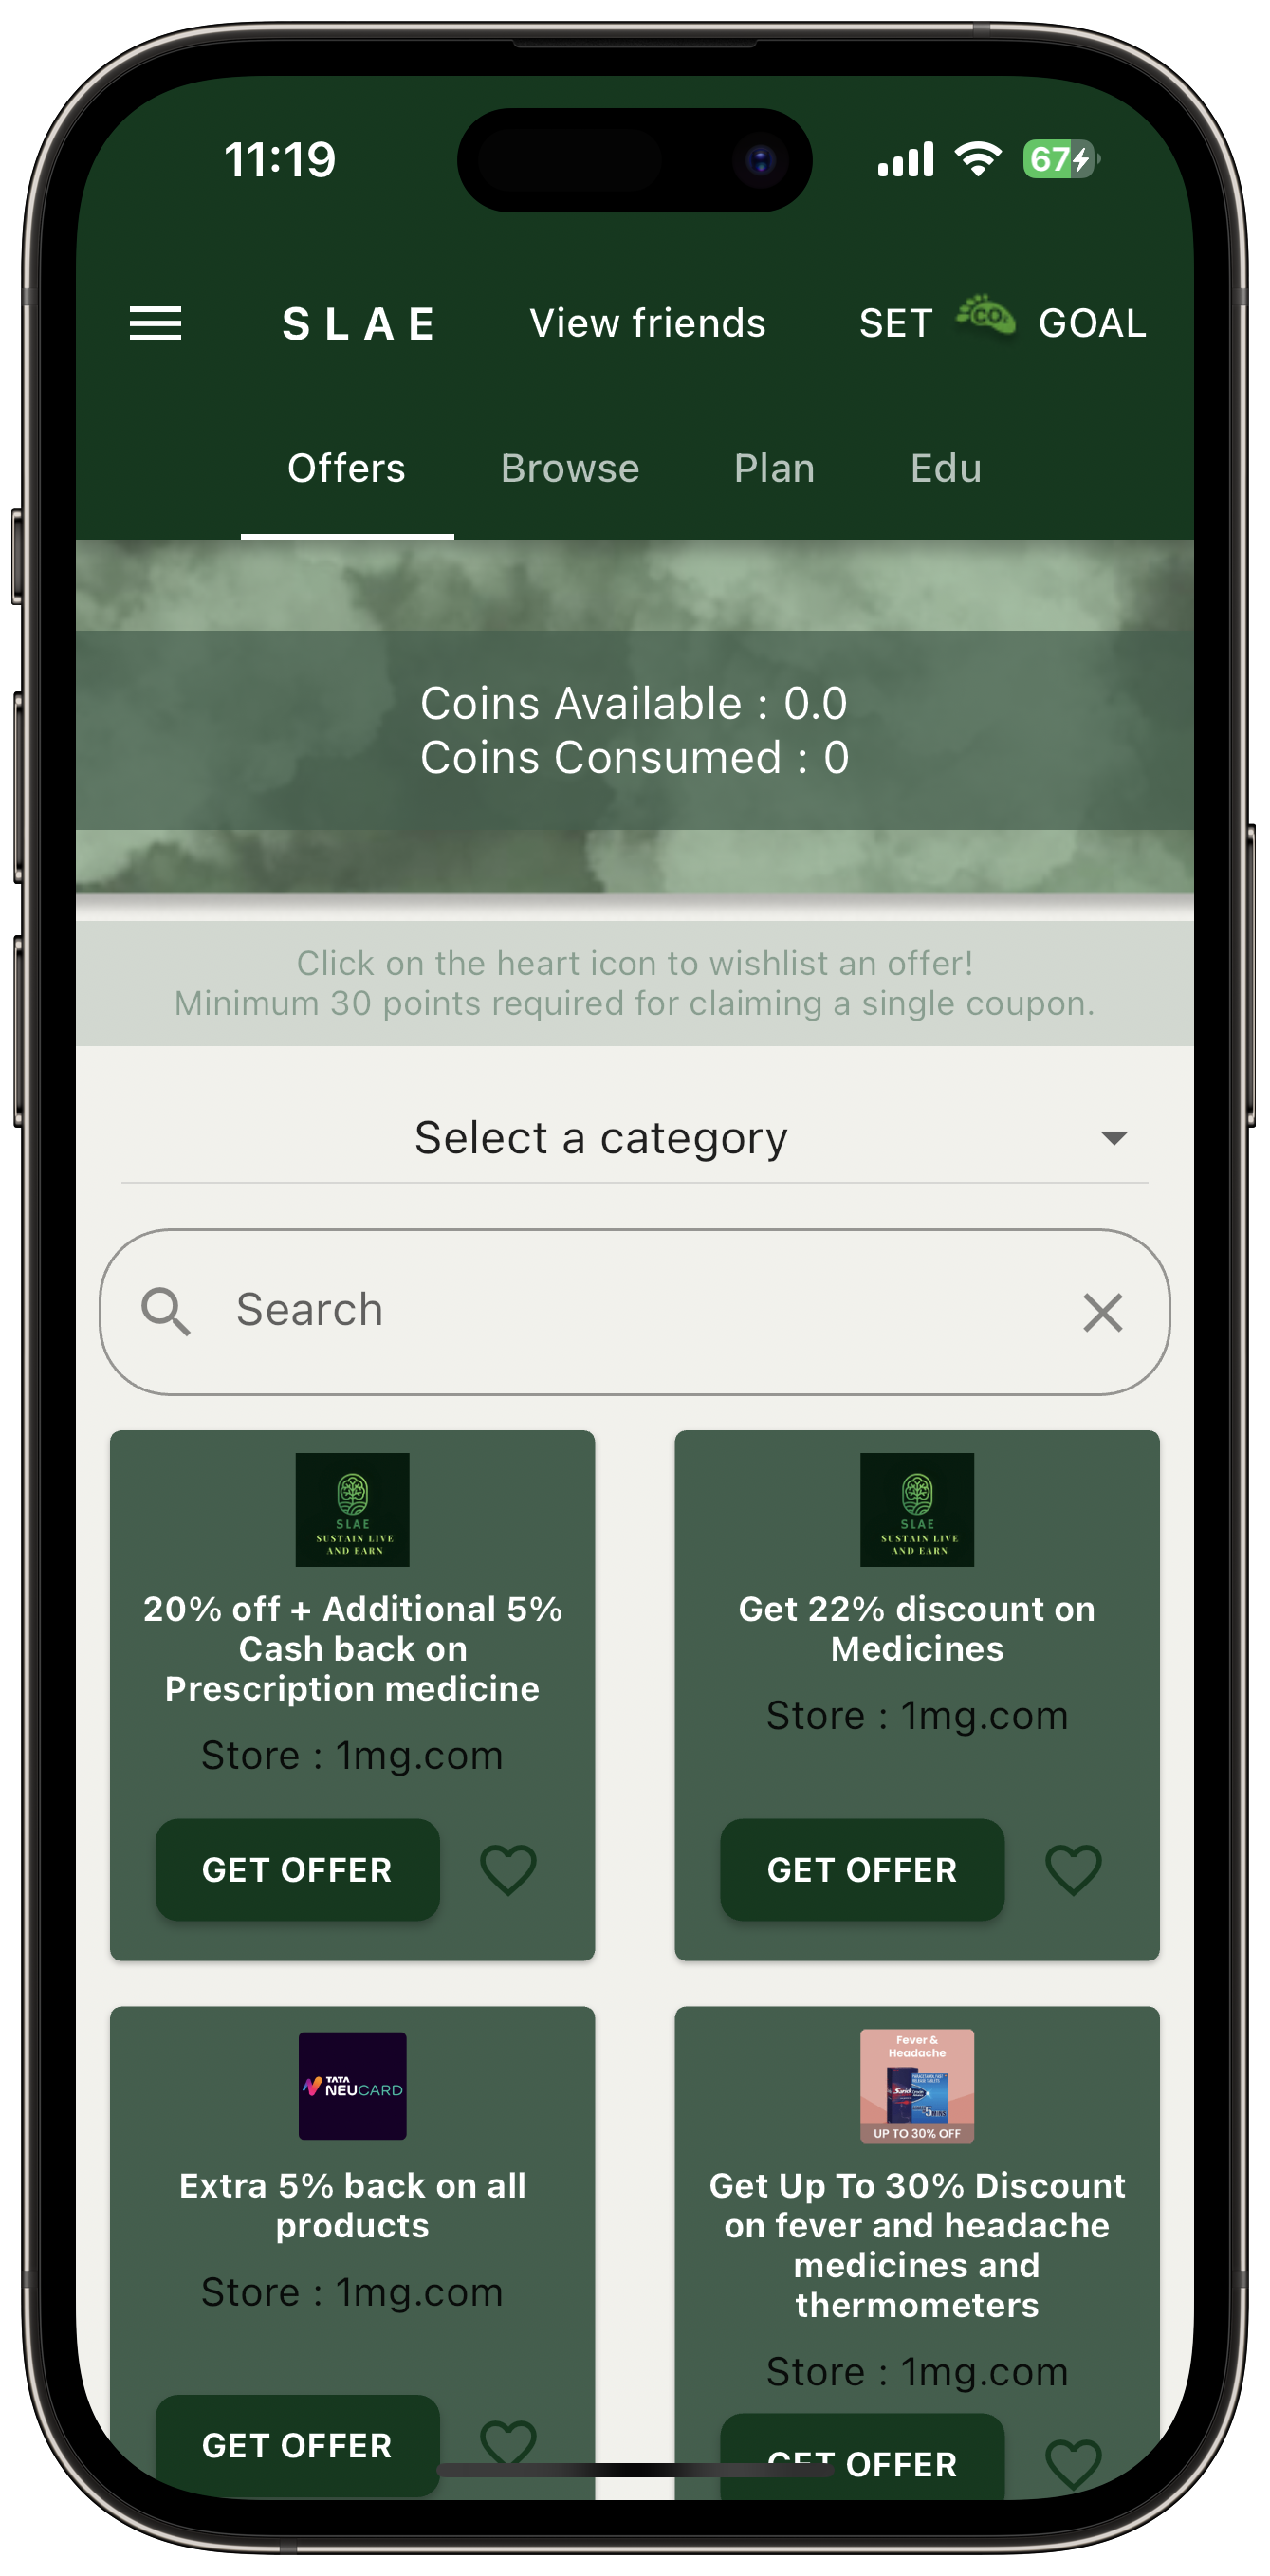 11:19
67
SLAE
View friends
SET CO₂ GOAL
Offers
Browse
Plan
Edu
Coins Available : 0.0
Coins Consumed : 0
Click on the heart icon to wishlist an offer!
Minimum 30 points required for claiming a single coupon.
Select a category
Search
SLAE
SUSTAIN LIVE
AND EARN
20% off + Additional 5%
Cash back on
Prescription medicine
Store : 1mg.com
GET OFFER
SLAE
SUSTAIN LIVE
AND EARN
Get 22% discount on
Medicines
Store : 1mg.com
GET OFFER
TATA
NEUCARD
Extra 5% back on all
products
Store : 1mg.com
GET OFFER
Fever &
Headache
UP TO 30% OFF
Get Up To 30% Discount
on fever and headache
medicines and
thermometers
Store : 1mg.com
GET OFFER